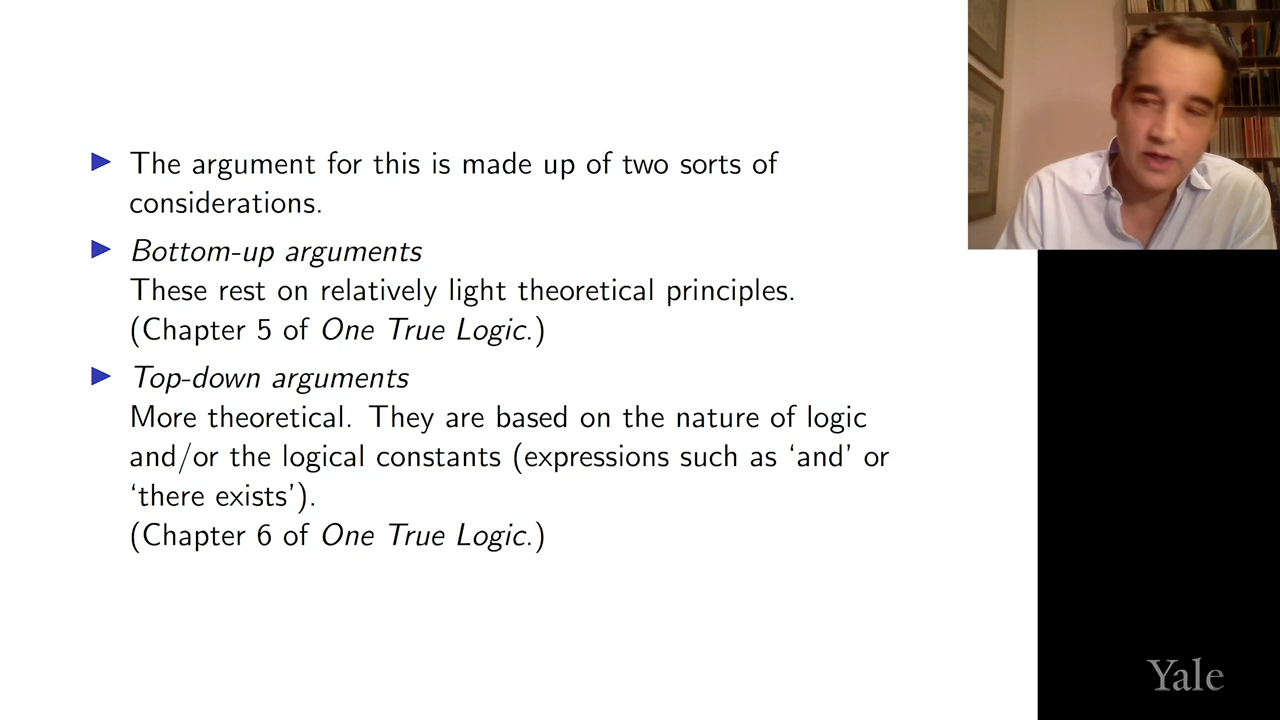 The argument for this is made up of two sorts of
considerations.
Bottom-up arguments
These rest on relatively light theoretical principles.
(Chapter 5 of One True Logic.)
Top-down arguments
More theoretical. They are based on the nature of logic
and/or the logical constants (expressions such as ‘and’ or
‘there exists’).
(Chapter 6 of One True Logic.)
Yale